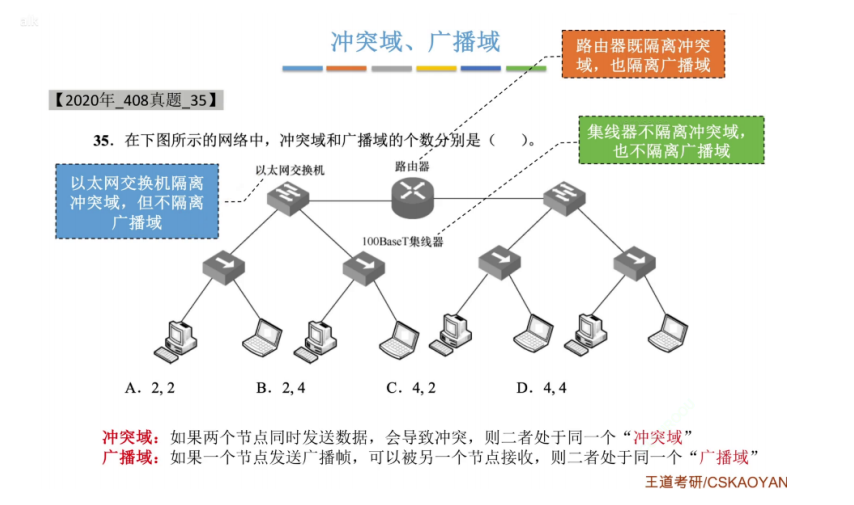 冲突域、广播域
路由器既隔离冲突
域，也隔离广播域
【2020年_408真题_35】
35．在下图所示的网络中，冲突域和广播域的个数分别是（　　）。
集线器不隔离冲突域，
也不隔离广播域
以太网交换机隔离
冲突域，但不隔离
广播域
以太网交换机
路由器
100BaseT集线器
A．2, 2　B．2, 4　C．4, 2　D．4, 4
冲突域：如果两个节点同时发送数据，会导致冲突，则二者处于同一个“冲突域”
广播域：如果一个节点发送广播帧，可以被另一个节点接收，则二者处于同一个“广播域”
王道考研/CSKAOYAN